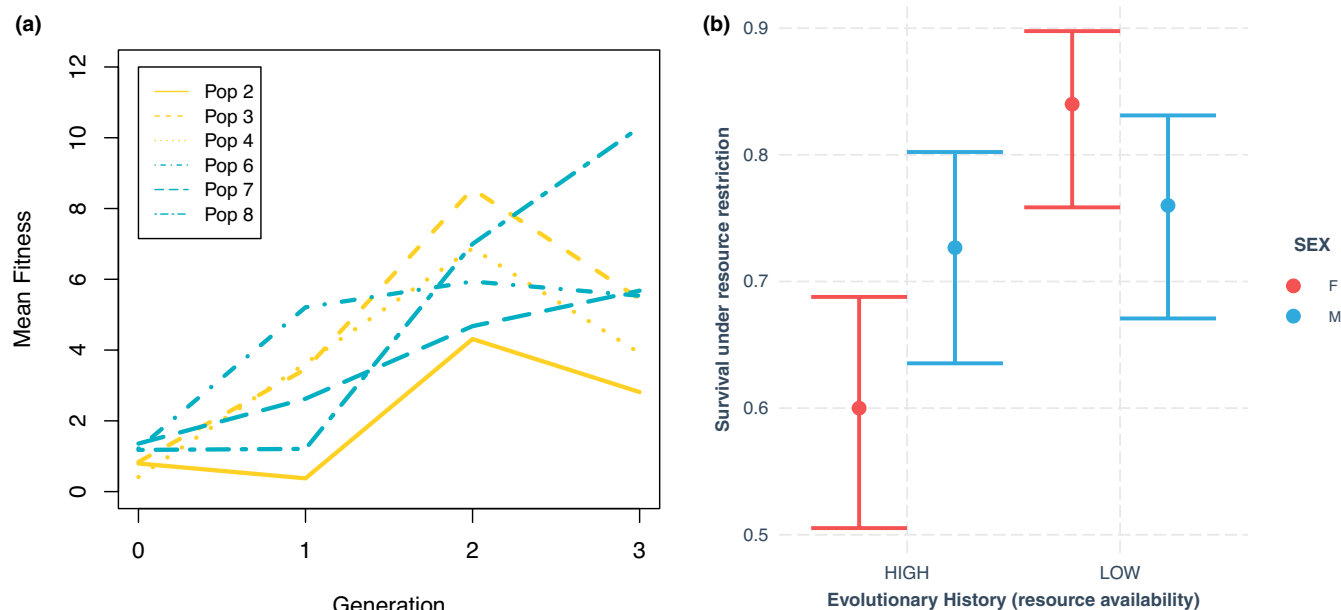 (a)
12
10
8
6
4
2
0
Mean Fitness
Pop 2
Pop 3
Pop 4
Pop 6
Pop 7
Pop 8
0 1 2 3
Generation
(b)
0.9
0.8
0.7
0.6
0.5
Survival under resource restriction
HIGH LOW
Evolutionary History (resource availability)
SEX
F
M